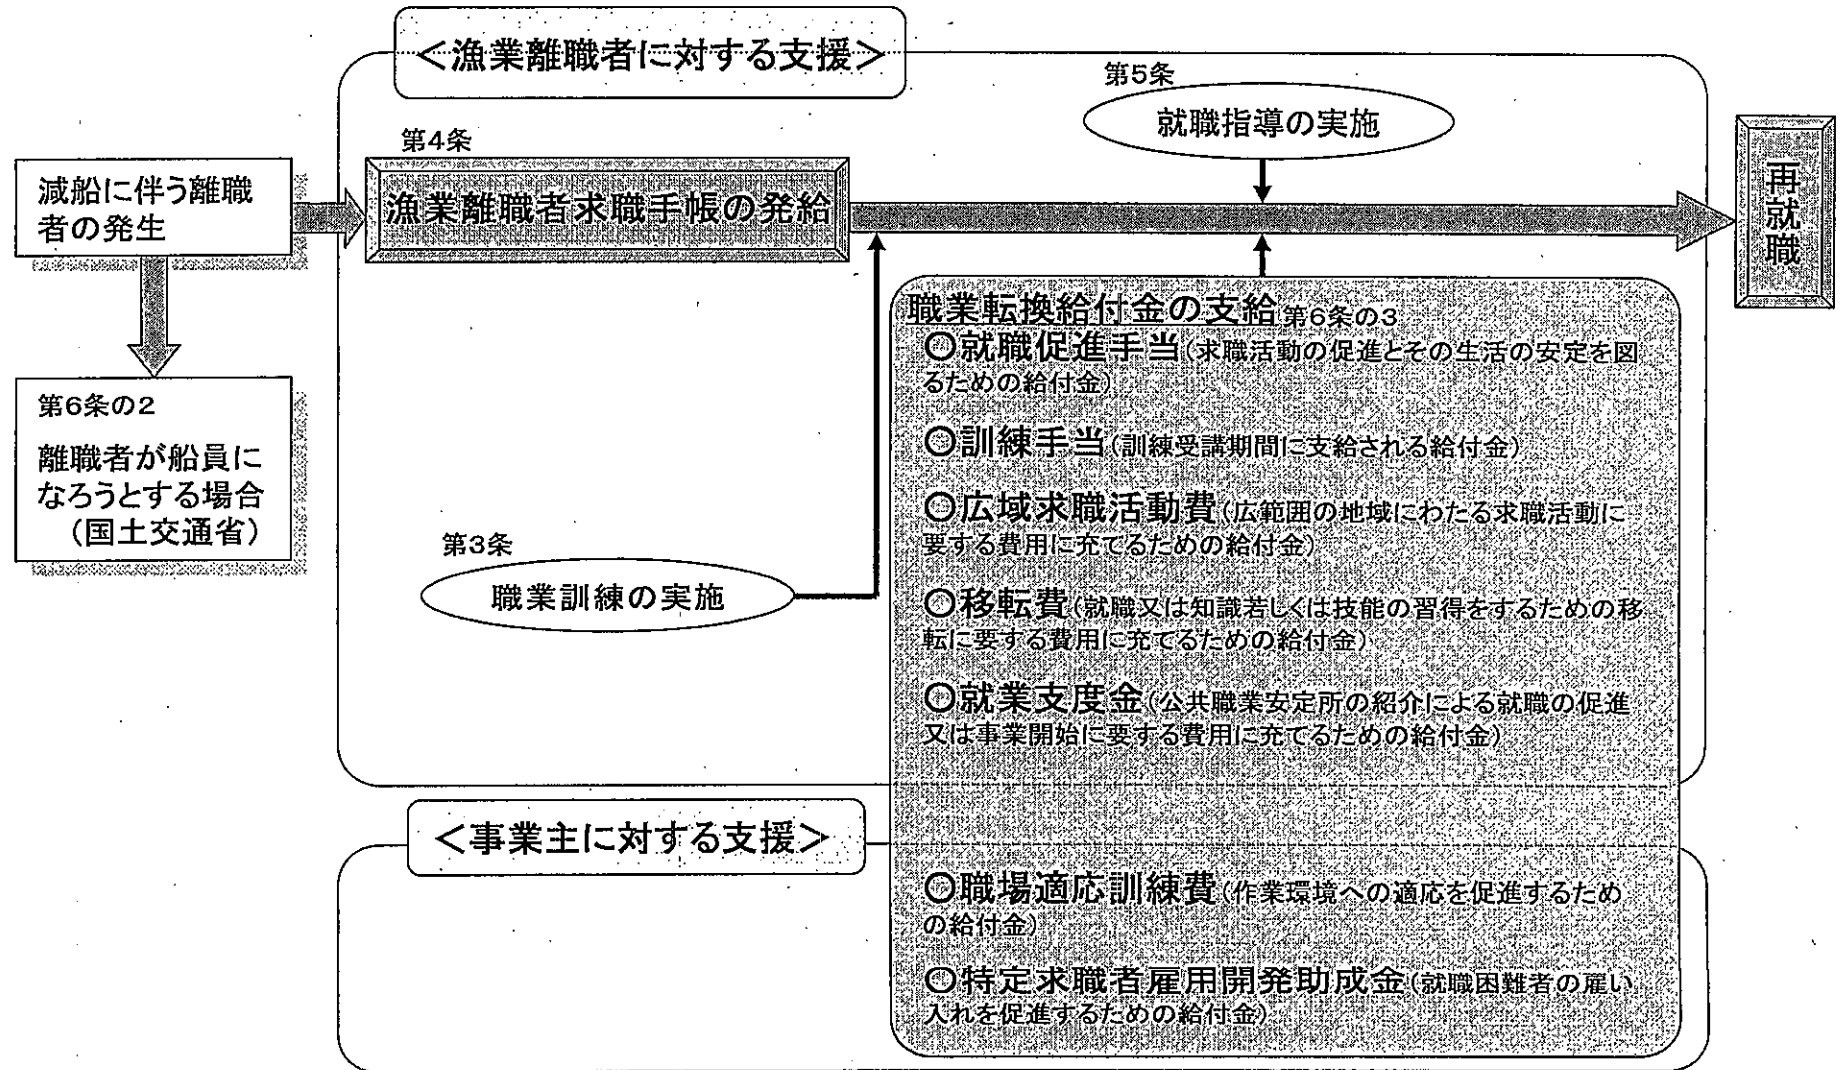 ＜漁業離職者に対する支援＞
第5条
就職指導の実施
第4条
漁業離職者求職手帳の発給
減船に伴う離職
者の発生
再就職
第6条の2
離職者が船員に
なろうとする場合
（国土交通省）
第3条
職業訓練の実施
職業転換給付金の支給 第6条の3
○就職促進手当（求職活動の促進とその生活の安定を図
るための給付金）
○訓練手当（訓練受講期間に支給される給付金）
○広域求職活動費（広範囲の地域にわたる求職活動に
要する費用に充てるための給付金）
○移転費（就職又は知識若しくは技能の習得をするための移
転に要する費用に充てるための給付金）
○就業支度金（公共職業安定所の紹介による就職の促進
又は事業開始に要する費用に充てるための給付金）
＜事業主に対する支援＞
○職場適応訓練費（作業環境への適応を促進するため
の給付金）
○特定求職者雇用開発助成金（就職困難者の雇い
入れを促進するための給付金）